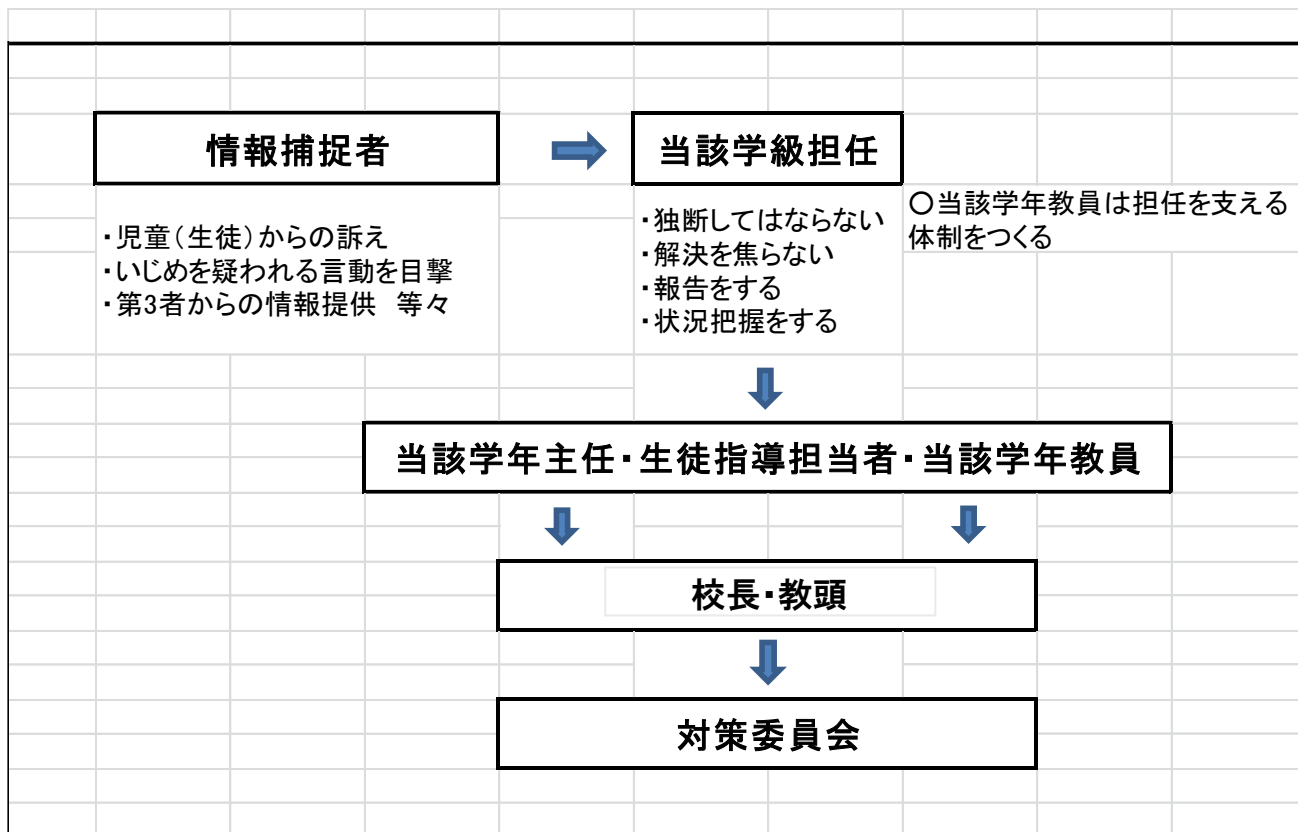 情報捕捉者
当該学級担任
・児童（生徒）からの訴え
・いじめを疑われる言動を目撃
・第3者からの情報提供　等々
・独断してはならない
・解決を焦らない
・報告をする
・状況把握をする
〇当該学年教員は担任を支える
体制をつくる
当該学年主任・生徒指導担当者・当該学年教員
校長・教頭
対策委員会